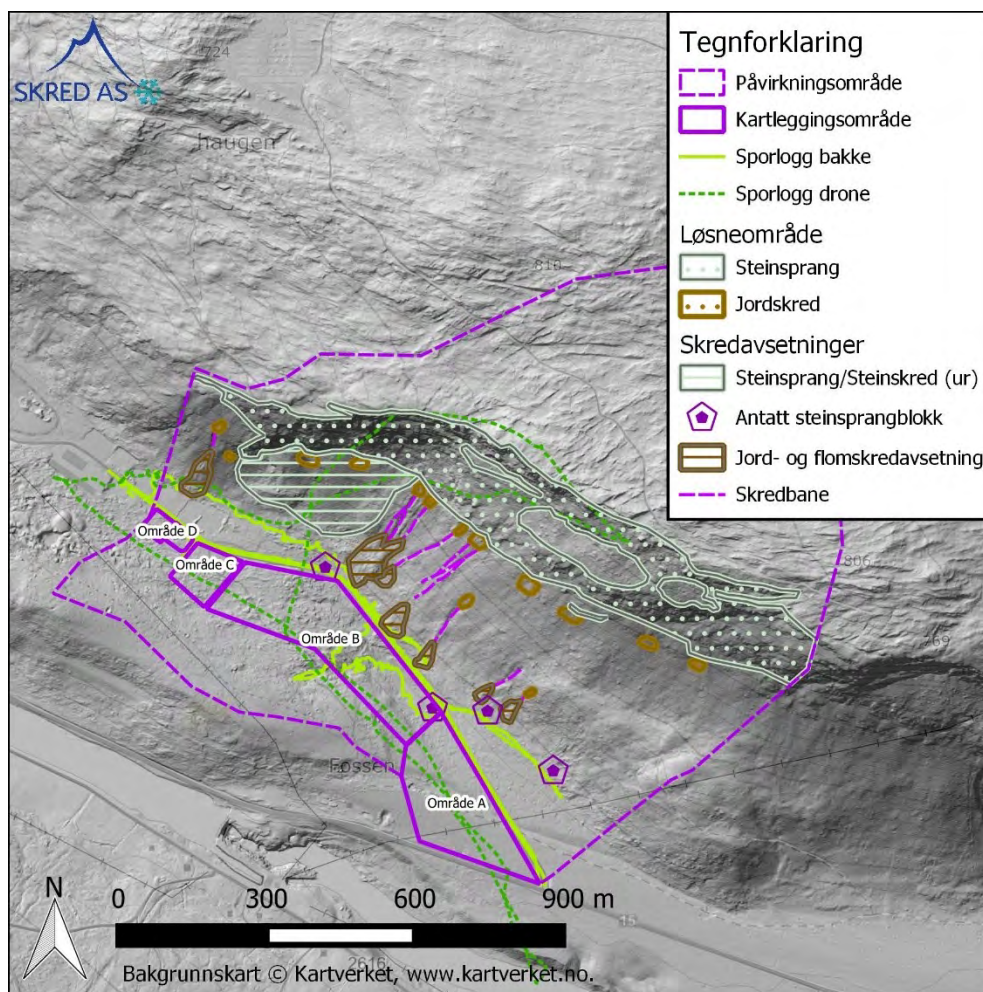 SKRED AS
724
haugen
Tegnforklaring
Påvirkningsområde
Kartleggingsområde
Sporlogg bakke
Sporlogg drone
Løsneområde
Steinsprang
Jordskred
Skredavsetninger
Steinsprang/Steinskred (ur)
Antatt steinsprangblokk
Jord- og flomskredavsetning
Skredbane
810
806
769
Område D
Område C
Område B
Fossen
Område A
N
0 300 600 900 m
15
2616
Bakgrunnskart © Kartverket, www.kartverket.no.